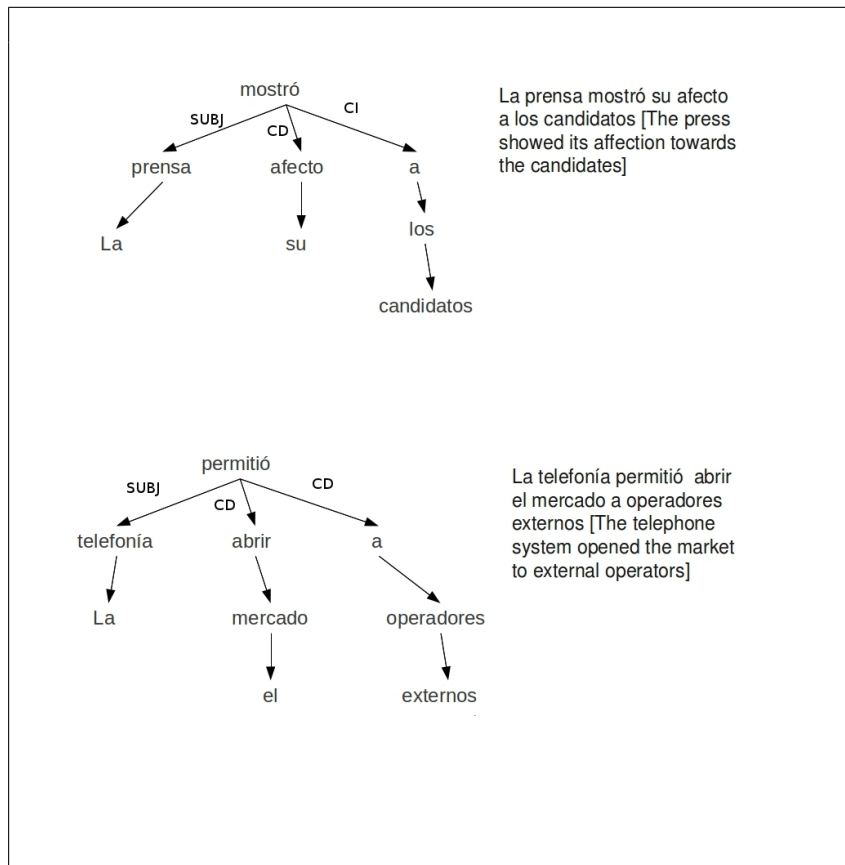 mostró
SUBJ CD CI
prensa afecto a
La su los
candidatos
La prensa mostró su afecto
a los candidatos [The press
showed its affection towards
the candidates]
permitió
SUBJ CD CD
telefonía abrir a
La mercado operadores
el externos
La telefonía permitió abrir
el mercado a operadores
externos [The telephone
system opened the market
to external operators]